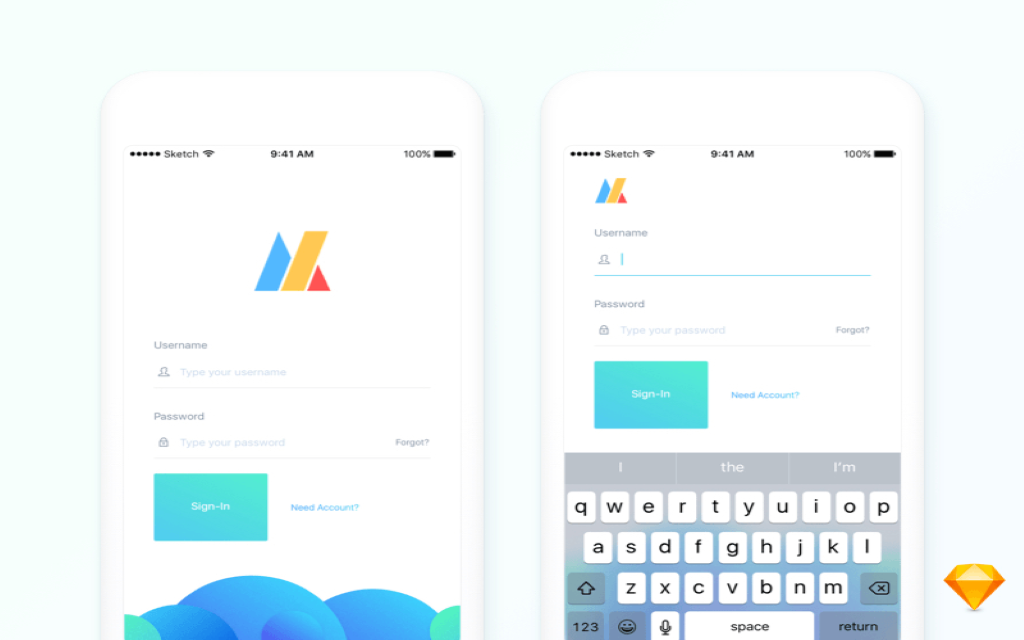 Sketch 9:41 AM 100%
Username
Type your username
Password
Type your password Forgot?
Sign-In Need Account?
Sketch 9:41 AM 100%
Username
Password
Type your password Forgot?
Sign-In Need Account?
I the I'm
q w e r t y u i o p
a s d f g h j k l
z x c v b n m
123 space return